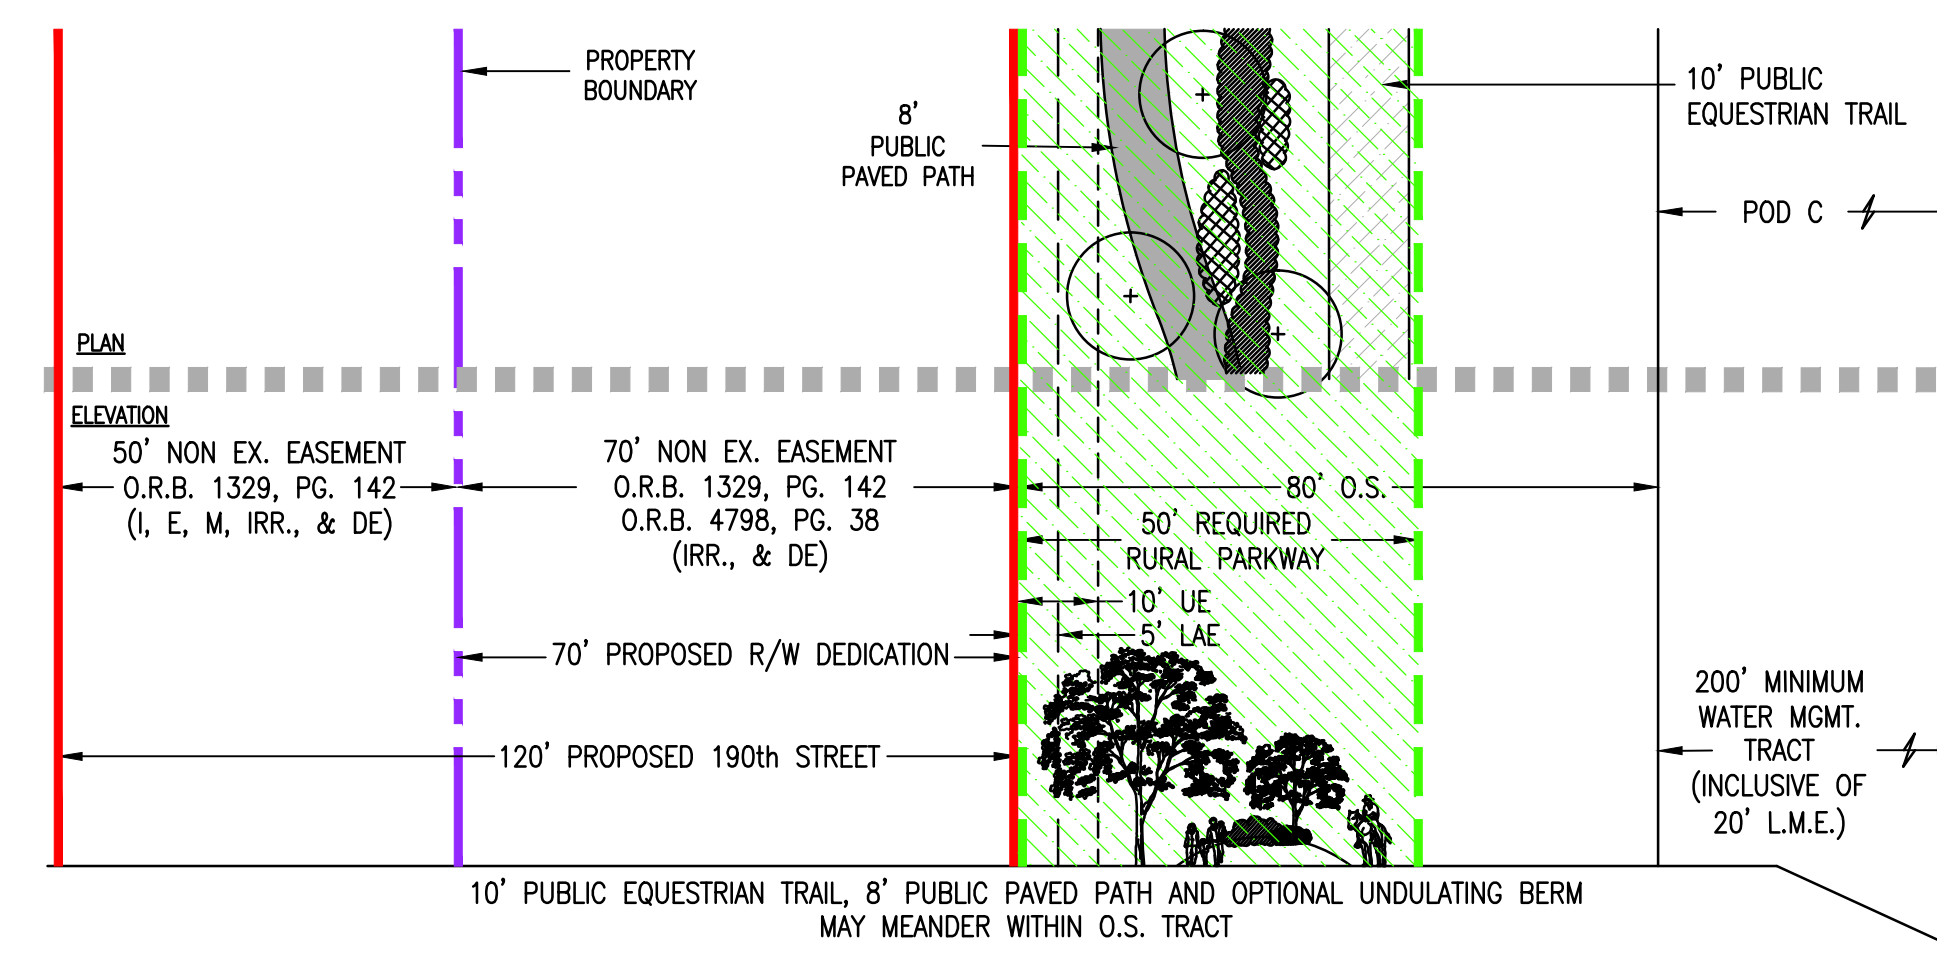 PROPERTY
BOUNDARY
8'
PUBLIC
PAVED PATH
10' PUBLIC
EQUESTRIAN TRAIL
POD C
PLAN
ELEVATION
50' NON EX. EASEMENT
O.R.B. 1329, PG. 142
(I, E, M, IRR., & DE)
70' NON EX. EASEMENT
O.R.B. 1329, PG. 142
O.R.B. 4798, PG. 38
(IRR., & DE)
80' O.S.
50' REQUIRED
RURAL PARKWAY
10' UE
5' LAE
70' PROPOSED R/W DEDICATION
120' PROPOSED 190th STREET
200' MINIMUM
WATER MGMT.
TRACT
(INCLUSIVE OF
20' L.M.E.)
10' PUBLIC EQUESTRIAN TRAIL, 8' PUBLIC PAVED PATH AND OPTIONAL UNDULATING BERM
MAY MEANDER WITHIN O.S. TRACT